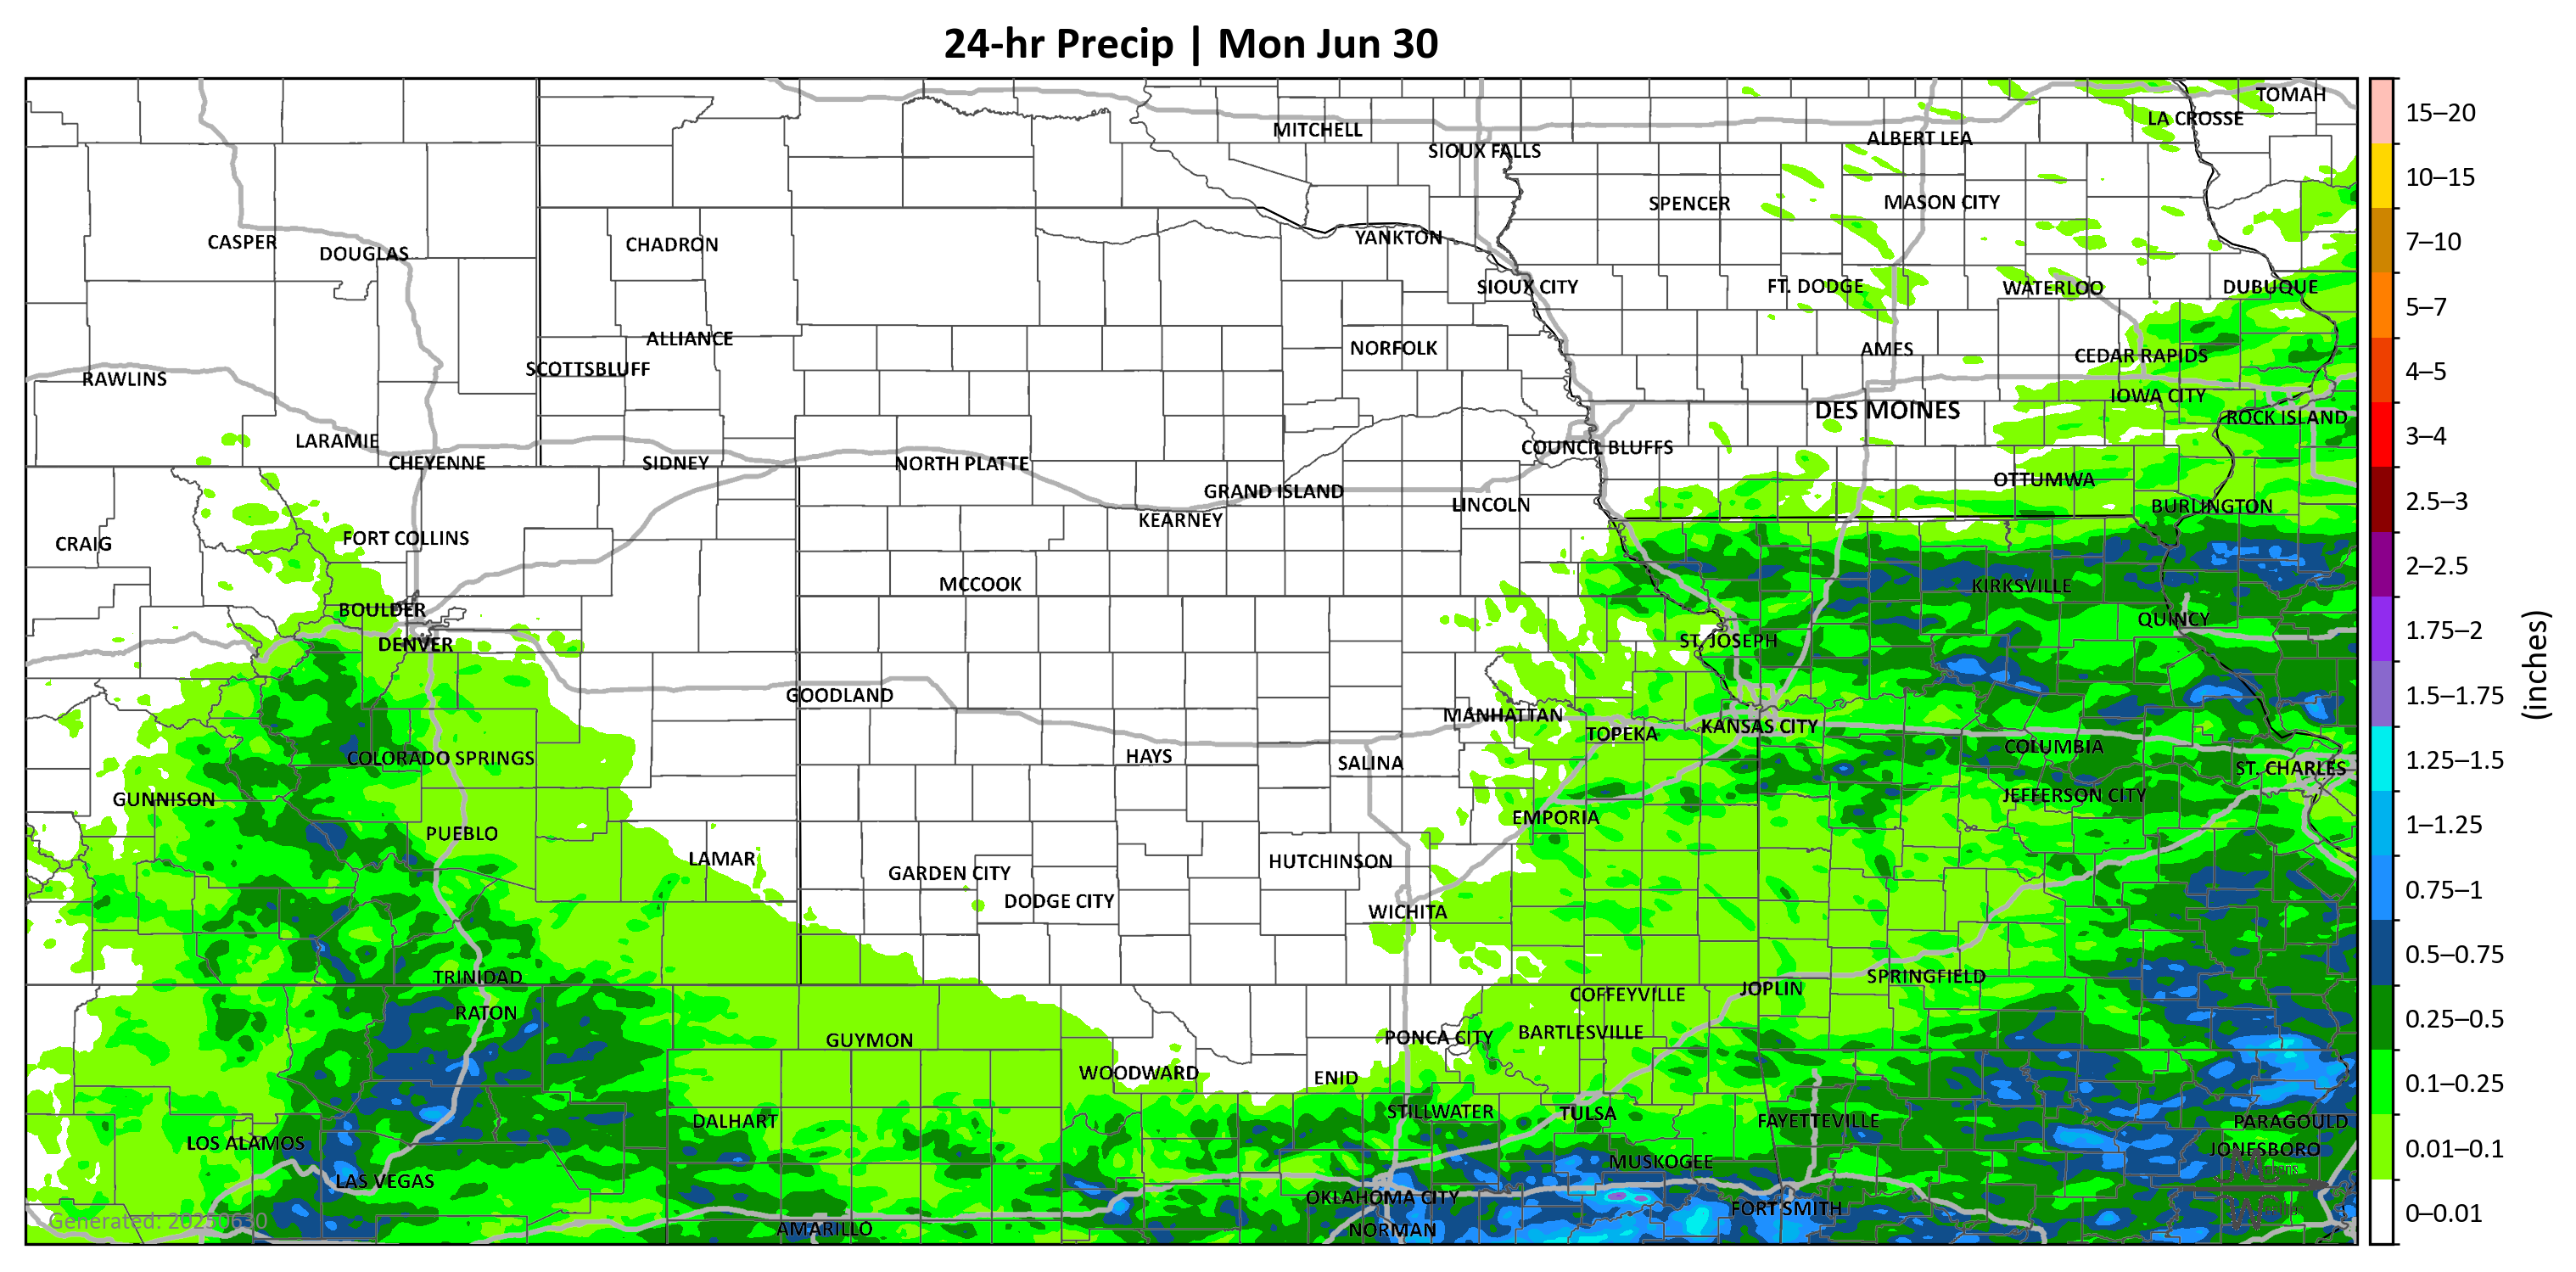 24-hr Precip | Mon Jun 30
TOMAH
LA CROSSE
MITCHELL
ALBERT LEA
SIOUX FALLS
SPENCER
MASON CITY
YANKTON
CASPER
CHADRON
DOUGLAS
SIOUX CITY
FT. DODGE
WATERLOO
DUBUQUE
ALLIANCE
NORFOLK
AMES
CEDAR RAPIDS
SCOTTSBLUFF
RAWLINS
IOWA CITY
DES MOINES
ROCK ISLAND
LARAMIE
COUNCIL BLUFFS
CHEYENNE
SIDNEY
NORTH PLATTE
OTTUMWA
GRAND ISLAND
LINCOLN
BURLINGTON
KEARNEY
FORT COLLINS
CRAIG
MCCOOK
KIRKSVILLE
BOULDER
QUINCY
DENVER
ST. JOSEPH
GOODLAND
MANHATTAN
TOPEKA
KANSAS CITY
COLUMBIA
COLORADO SPRINGS
HAYS
SALINA
ST. CHARLES
GUNNISON
JEFFERSON CITY
EMPORIA
PUEBLO
LAMAR
HUTCHINSON
GARDEN CITY
DODGE CITY
WICHITA
TRINIDAD
SPRINGFIELD
JOPLIN
COFFEYVILLE
RATON
BARTLESVILLE
PONCA CITY
GUYMON
WOODWARD
ENID
STILLWATER
TULSA
DALHART
FAYETTEVILLE
PARAGOULD
LOS ALAMOS
JONESBORO
MUSKOGEE
LAS VEGAS
OKLAHOMA CITY
FORT SMITH
AMARILLO
NORMAN
Generated: 20250630
15–20
10–15
7–10
5–7
4–5
3–4
2.5–3
2–2.5
1.75–2
1.5–1.75
1.25–1.5
1–1.25
0.75–1
0.5–0.75
0.25–0.5
0.1–0.25
0.01–0.1
0–0.01
(inches)